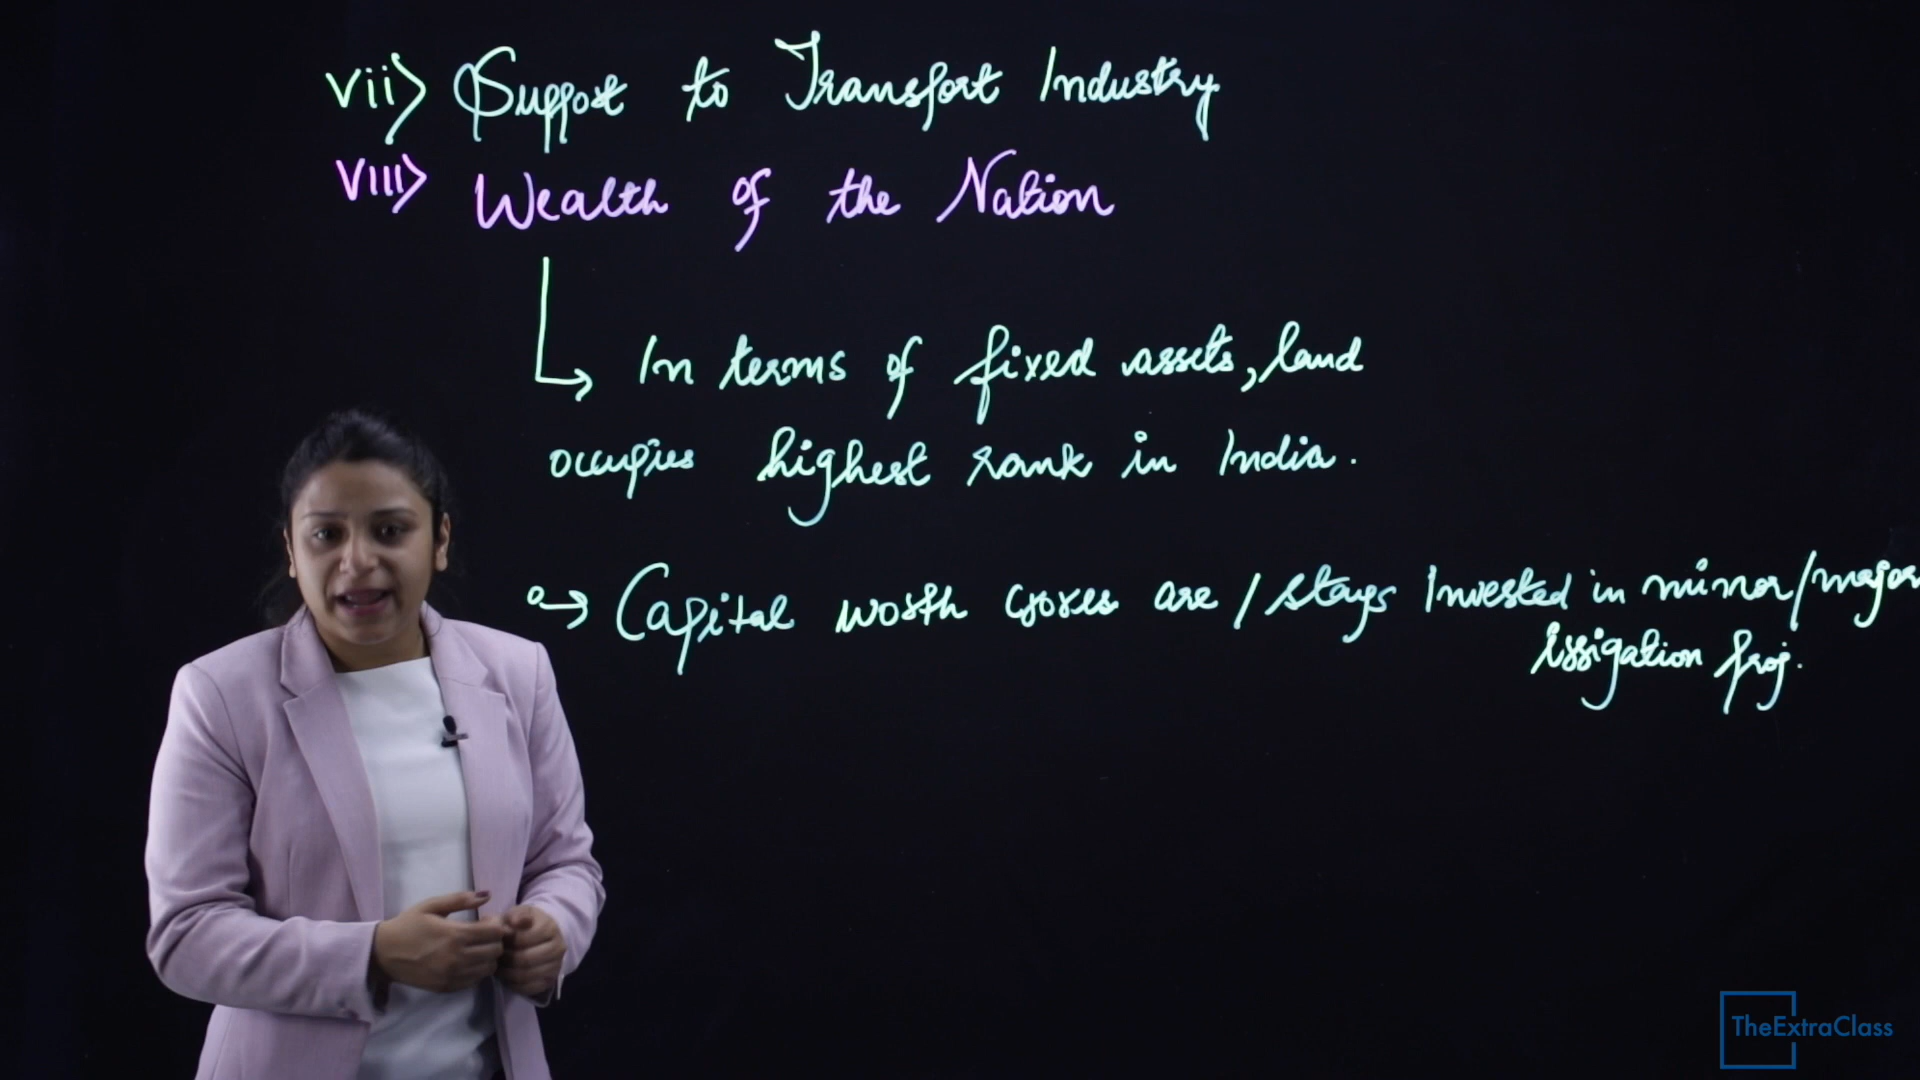 vii) Support to Transport Industry
viii) Wealth of the Nation
In terms of fixed assets, land
occupies highest rank in India.
Capital worth crores are / stays Invested in minor/major
irrigation proj.
TheExtraClass